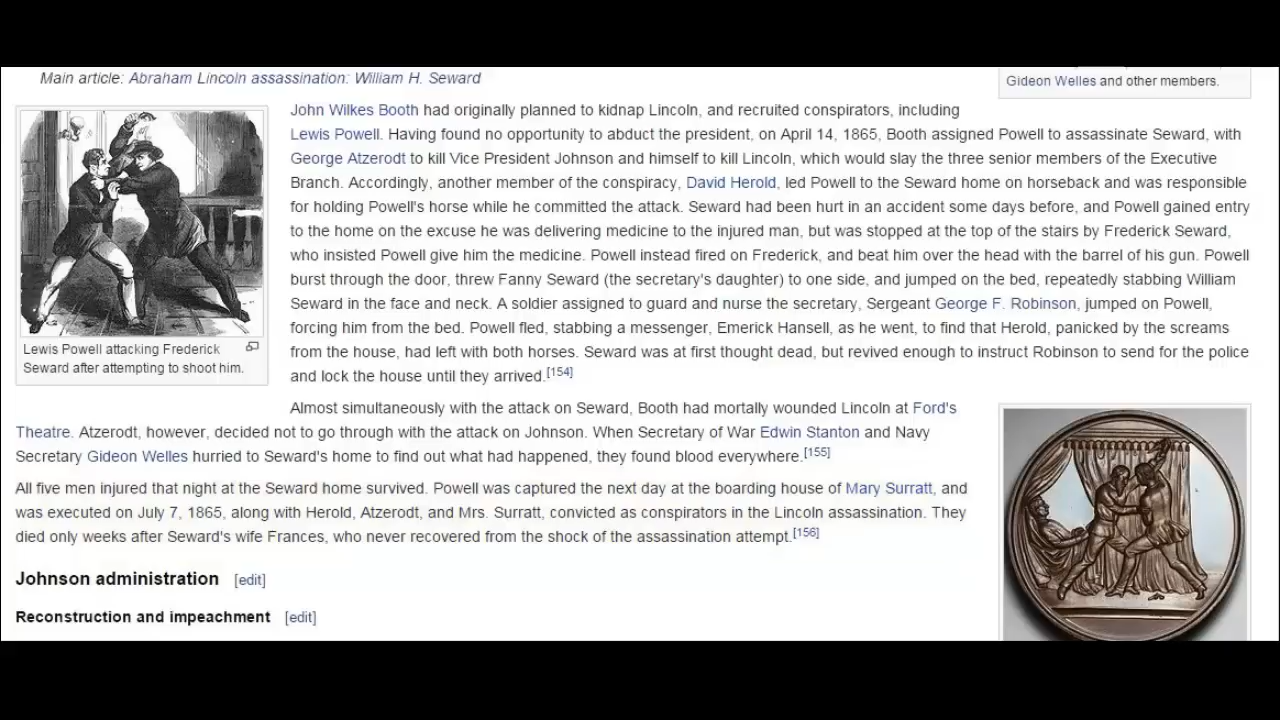 Main article: Abraham Lincoln assassination: William H. Seward
Gideon Welles and other members.
John Wilkes Booth had originally planned to kidnap Lincoln, and recruited conspirators, including
Lewis Powell. Having found no opportunity to abduct the president, on April 14, 1865, Booth assigned Powell to assassinate Seward, with
George Atzerodt to kill Vice President Johnson and himself to kill Lincoln, which would slay the three senior members of the Executive
Branch. Accordingly, another member of the conspiracy, David Herold, led Powell to the Seward home on horseback and was responsible
for holding Powell's horse while he committed the attack. Seward had been hurt in an accident some days before, and Powell gained entry
to the home on the excuse he was delivering medicine to the injured man, but was stopped at the top of the stairs by Frederick Seward,
who insisted Powell give him the medicine. Powell instead fired on Frederick, and beat him over the head with the barrel of his gun. Powell
burst through the door, threw Fanny Seward (the secretary's daughter) to one side, and jumped on the bed, repeatedly stabbing William
Seward in the face and neck. A soldier assigned to guard and nurse the secretary, Sergeant George F. Robinson, jumped on Powell,
forcing him from the bed. Powell fled, stabbing a messenger, Emerick Hansell, as he went, to find that Herold, panicked by the screams
from the house, had left with both horses. Seward was at first thought dead, but revived enough to instruct Robinson to send for the police
and lock the house until they arrived.[154]
Lewis Powell attacking Frederick
Seward after attempting to shoot him.
Almost simultaneously with the attack on Seward, Booth had mortally wounded Lincoln at Ford's
Theatre. Atzerodt, however, decided not to go through with the attack on Johnson. When Secretary of War Edwin Stanton and Navy
Secretary Gideon Welles hurried to Seward's home to find out what had happened, they found blood everywhere.[155]
All five men injured that night at the Seward home survived. Powell was captured the next day at the boarding house of Mary Surratt, and
was executed on July 7, 1865, along with Herold, Atzerodt, and Mrs. Surratt, convicted as conspirators in the Lincoln assassination. They
died only weeks after Seward's wife Frances, who never recovered from the shock of the assassination attempt.[156]
Johnson administration [edit]
Reconstruction and impeachment [edit]